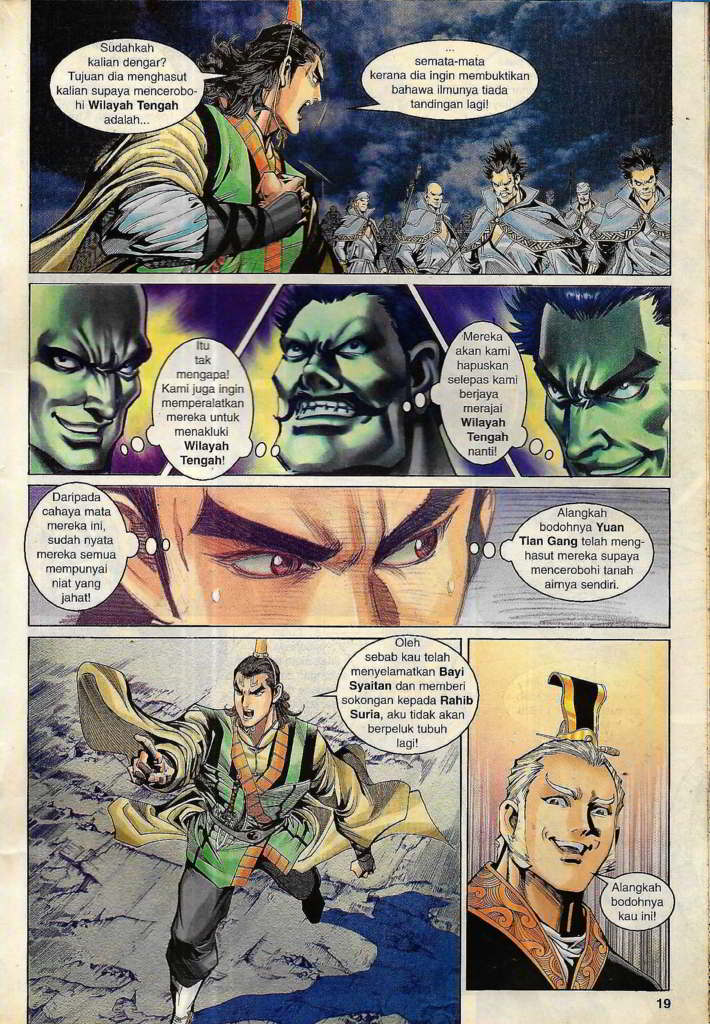 Sudahkah
kalian dengar?
Tujuan dia menghasut
kalian supaya mencerobo-
hi Wilayah Tengah
adalah...
...
semata-mata
kerana dia ingin membuktikan
bahawa ilmunya tiada
tandingan lagi!
Itu
tak
mengapa!
Kami juga ingin
memperalatkan
mereka untuk
menakluki
Wilayah
Tengah!
Mereka
akan kami
hapuskan
selepas kami
berjaya
merajai
Wilayah
Tengah
nanti!
Daripada
cahaya mata
mereka ini,
sudah nyata
mereka semua
mempunyai
niat yang
jahat!
Alangkah
bodohnya Yuan
Tian Gang telah meng-
hasut mereka supaya
mencerobohi tanah
airnya sendiri.
Oleh
sebab kau telah
menyelamatkan Bayi
Syaitan dan memberi
sokongan kepada Rahib
Suria, aku tidak akan
berpeluk tubuh
lagi!
Alangkah
bodohnya
kau ini!
19